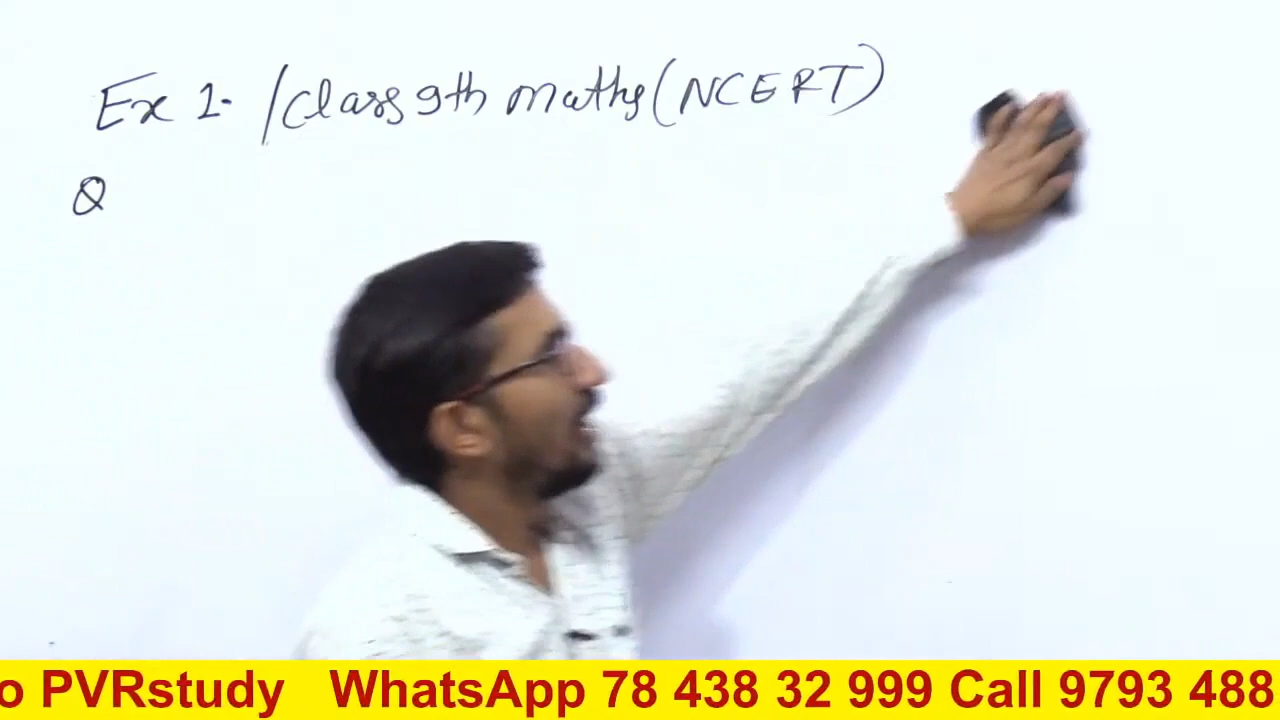 Ex 1. /Class 9th maths (NCERT)
Q
o PVRstudy WhatsApp 78 438 32 999 Call 9793 488